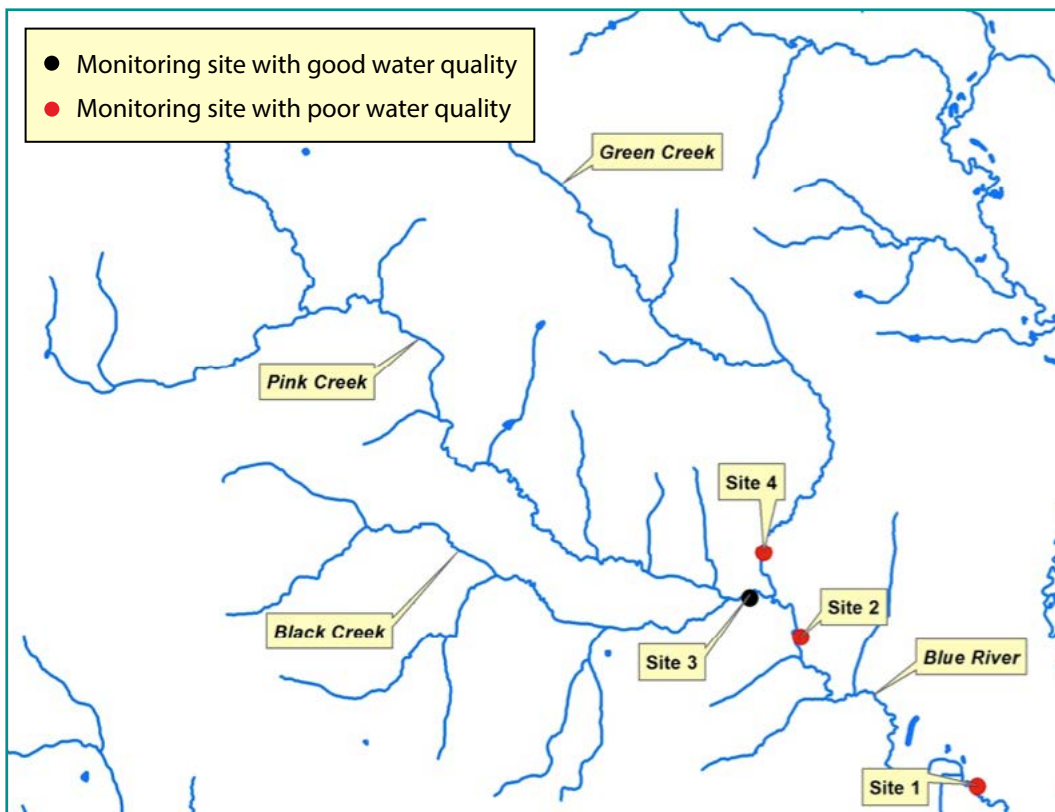 Monitoring site with good water quality
Monitoring site with poor water quality
Green Creek
Pink Creek
Site 4
Site 2
Black Creek
Site 3
Blue River
Site 1